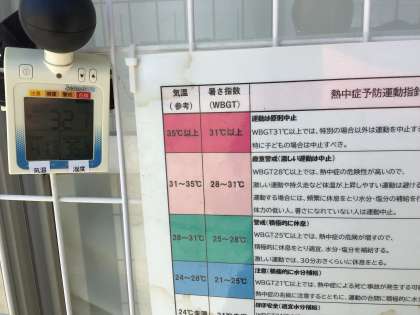 32
気温 湿度
気温
(参考)
暑さ指数
(WBGT)
熱中症予防運動指針
35℃以上
31℃以上
運動は原則中止
WBGT31℃以上では、特別の場合以外は運動を中止す
特に子どもの場合は中止すべき。
31~35℃
28~31℃
厳重警戒(激しい運動は中止)
WBGT28℃以上では、熱中症の危険性が高いので、
激しい運動や持久走など体温が上昇しやすい運動は避け
運動する場合には、頻繁に休息をとり水分・塩分の補給を
体力の低い人、暑さになれていない人は運動中止。
28~31℃
25~28℃
警戒(積極的に休息)
WBGT25℃以上では、熱中症の危険が増すので、
積極的に休息をとり適宜、水分・塩分を補給する。
激しい運動では、30分おきくらいに休息をとる。
24~28℃
21~25℃
注意(積極的に水分補給)
WBGT21℃以上では、熱中症による死亡事故が発生する可
熱中症の兆候に注意するとともに、運動の合間に積極的に
24℃未満
ほぼ安全(適宜水分補給)